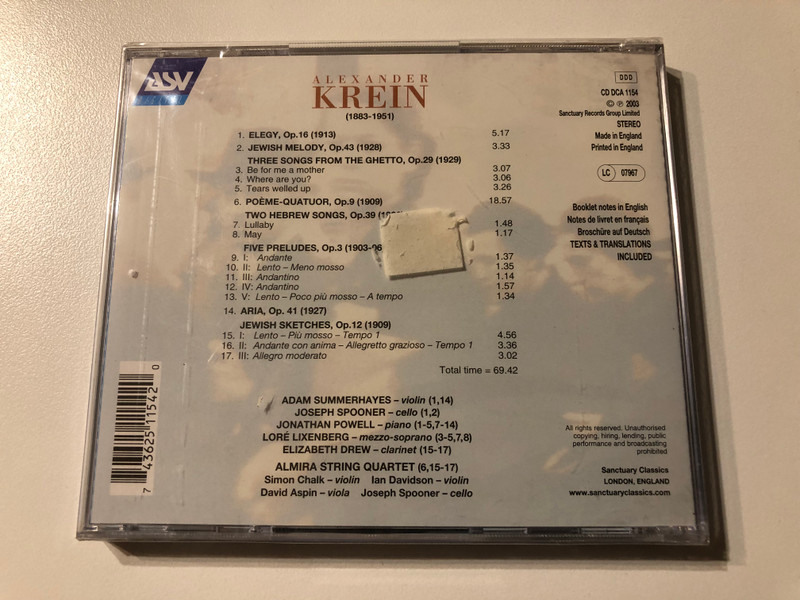 ASV
ALEXANDER
KREIN
(1883-1951)
1. ELEGY, Op.16 (1913) 5.17
2. JEWISH MELODY, Op.43 (1928) 3.33
THREE SONGS FROM THE GHETTO, Op.29 (1929)
3. Be for me a mother 3.07
4. Where are you? 3.06
5. Tears welled up 3.26
6. POÈME-QUATUOR, Op.9 (1909) 18.57
TWO HEBREW SONGS, Op.39
7. Lullaby 1.48
8. May 1.17
FIVE PRELUDES, Op.3 (1903-06
9. I: Andante 1.37
10. II: Lento – Meno mosso 1.35
11. III: Andantino 1.14
12. IV: Andantino 1.57
13. V: Lento – Poco più mosso – A tempo 1.34
14. ARIA, Op. 41 (1927)
JEWISH SKETCHES, Op.12 (1909)
15. I: Lento – Più mosso – Tempo 1 4.56
16. II: Andante con anima – Allegretto grazioso – Tempo 1 3.36
17. III: Allegro moderato 3.02
Total time = 69.42
ADAM SUMMERHAYES – violin (1,14)
JOSEPH SPOONER – cello (1,2)
JONATHAN POWELL – piano (1-5,7-14)
LORÉ LIXENBERG – mezzo-soprano (3-5,7,8)
ELIZABETH DREW – clarinet (15-17)
ALMIRA STRING QUARTET (6,15-17)
Simon Chalk – violin Ian Davidson – violin
David Aspin – viola Joseph Spooner – cello
DDD
CD DCA 1154
© ℗ 2003
Sanctuary Records Group Limited
STEREO
Made in England
Printed in England
LC 07967
Booklet notes in English
Notes de livret en français
Broschüre auf Deutsch
TEXTS & TRANSLATIONS
INCLUDED
All rights reserved. Unauthorised
copying, hiring, lending, public
performance and broadcasting
prohibited
Sanctuary Classics
LONDON, ENGLAND
www.sanctuaryclassics.com
7 43625 11542 0